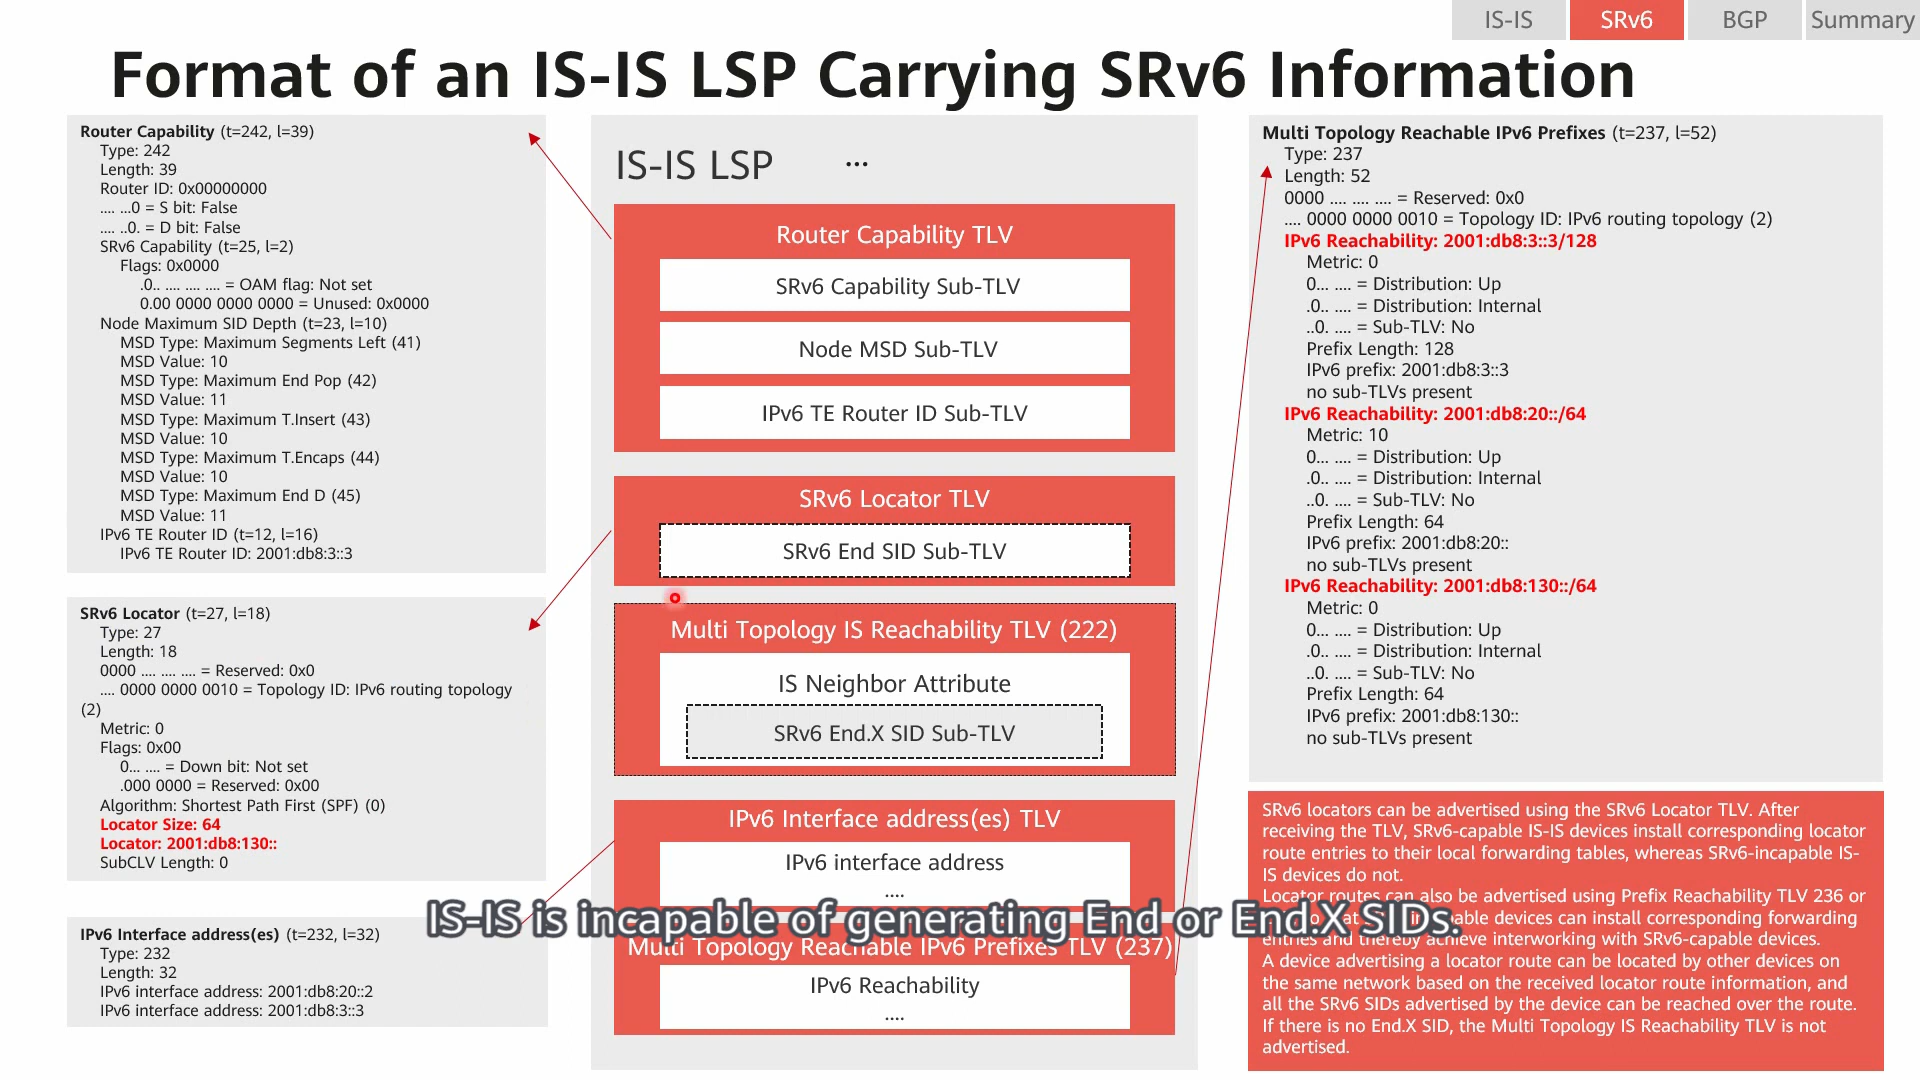 IS-IS
SRv6
BGP
Summary
Format of an IS-IS LSP Carrying SRv6 Information
Router Capability (t=242, l=39)
Type: 242
Length: 39
Router ID: 0x00000000
.... ...0 = S bit: False
.... ..0. = D bit: False
SRv6 Capability (t=25, l=2)
Flags: 0x0000
.0.. .... .... .... = OAM flag: Not set
0.00 0000 0000 0000 = Unused: 0x0000
Node Maximum SID Depth (t=23, l=10)
MSD Type: Maximum Segments Left (41)
MSD Value: 10
MSD Type: Maximum End Pop (42)
MSD Value: 11
MSD Type: Maximum T.Insert (43)
MSD Value: 10
MSD Type: Maximum T.Encaps (44)
MSD Value: 10
MSD Type: Maximum End D (45)
MSD Value: 11
IPv6 TE Router ID (t=12, l=16)
IPv6 TE Router ID: 2001:db8:3::3
SRv6 Locator (t=27, l=18)
Type: 27
Length: 18
0000 .... .... .... = Reserved: 0x0
.... 0000 0000 0010 = Topology ID: IPv6 routing topology
(2)
Metric: 0
Flags: 0x00
0... .... = Down bit: Not set
.000 0000 = Reserved: 0x00
Algorithm: Shortest Path First (SPF) (0)
Locator Size: 64
Locator: 2001:db8:130::
SubCLV Length: 0
IPv6 Interface address(es) (t=232, l=32)
Type: 232
Length: 32
IPv6 interface address: 2001:db8:20::2
IPv6 interface address: 2001:db8:3::3
IS-IS LSP ...
Router Capability TLV
SRv6 Capability Sub-TLV
Node MSD Sub-TLV
IPv6 TE Router ID Sub-TLV
SRv6 Locator TLV
SRv6 End SID Sub-TLV
Multi Topology IS Reachability TLV (222)
IS Neighbor Attribute
SRv6 End.X SID Sub-TLV
IPv6 Interface address(es) TLV
IPv6 interface address
....
IS-IS is incapable of generating End or End.X SIDs.
Multi Topology Reachable IPv6 Prefixes TLV (237)
IPv6 Reachability
....
Multi Topology Reachable IPv6 Prefixes (t=237, l=52)
Type: 237
Length: 52
0000 .... .... .... = Reserved: 0x0
.... 0000 0000 0010 = Topology ID: IPv6 routing topology (2)
IPv6 Reachability: 2001:db8:3::3/128
Metric: 0
0... .... = Distribution: Up
.0.. .... = Distribution: Internal
..0. .... = Sub-TLV: No
Prefix Length: 128
IPv6 prefix: 2001:db8:3::3
no sub-TLVs present
IPv6 Reachability: 2001:db8:20::/64
Metric: 10
0... .... = Distribution: Up
.0.. .... = Distribution: Internal
..0. .... = Sub-TLV: No
Prefix Length: 64
IPv6 prefix: 2001:db8:20::
no sub-TLVs present
IPv6 Reachability: 2001:db8:130::/64
Metric: 0
0... .... = Distribution: Up
.0.. .... = Distribution: Internal
..0. .... = Sub-TLV: No
Prefix Length: 64
IPv6 prefix: 2001:db8:130::
no sub-TLVs present
SRv6 locators can be advertised using the SRv6 Locator TLV. After
receiving the TLV, SRv6-capable IS-IS devices install corresponding locator
route entries to their local forwarding tables, whereas SRv6-incapable IS-
IS devices do not.
Locator routes can also be advertised using Prefix Reachability TLV 236 or
devices can install corresponding forwarding
entries and thereby achieve interworking with SRv6-capable devices.
A device advertising a locator route can be located by other devices on
the same network based on the received locator route information, and
all the SRv6 SIDs advertised by the device can be reached over the route.
If there is no End.X SID, the Multi Topology IS Reachability TLV is not
advertised.